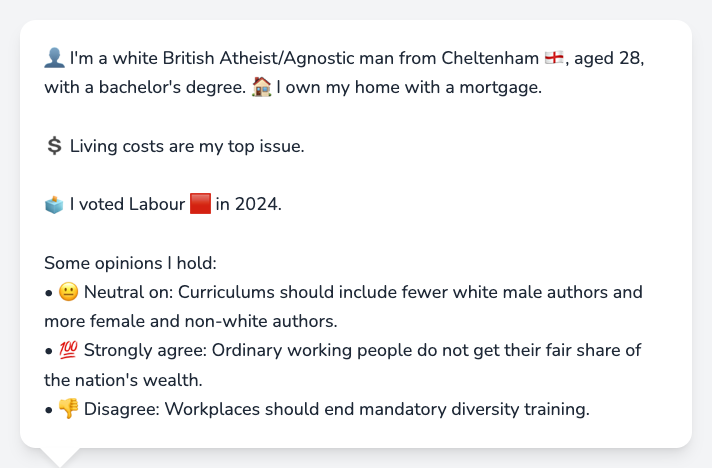 👤 I'm a white British Atheist/Agnostic man from Cheltenham 🏴󠁧󠁢󠁥󠁮󠁧󠁿, aged 28,
with a bachelor's degree. 🏠 I own my home with a mortgage.
💲 Living costs are my top issue.
🗳️ I voted Labour 🟥 in 2024.
Some opinions I hold:
• 😐 Neutral on: Curriculums should include fewer white male authors and
more female and non-white authors.
• 💯 Strongly agree: Ordinary working people do not get their fair share of
the nation's wealth.
• 👎 Disagree: Workplaces should end mandatory diversity training.